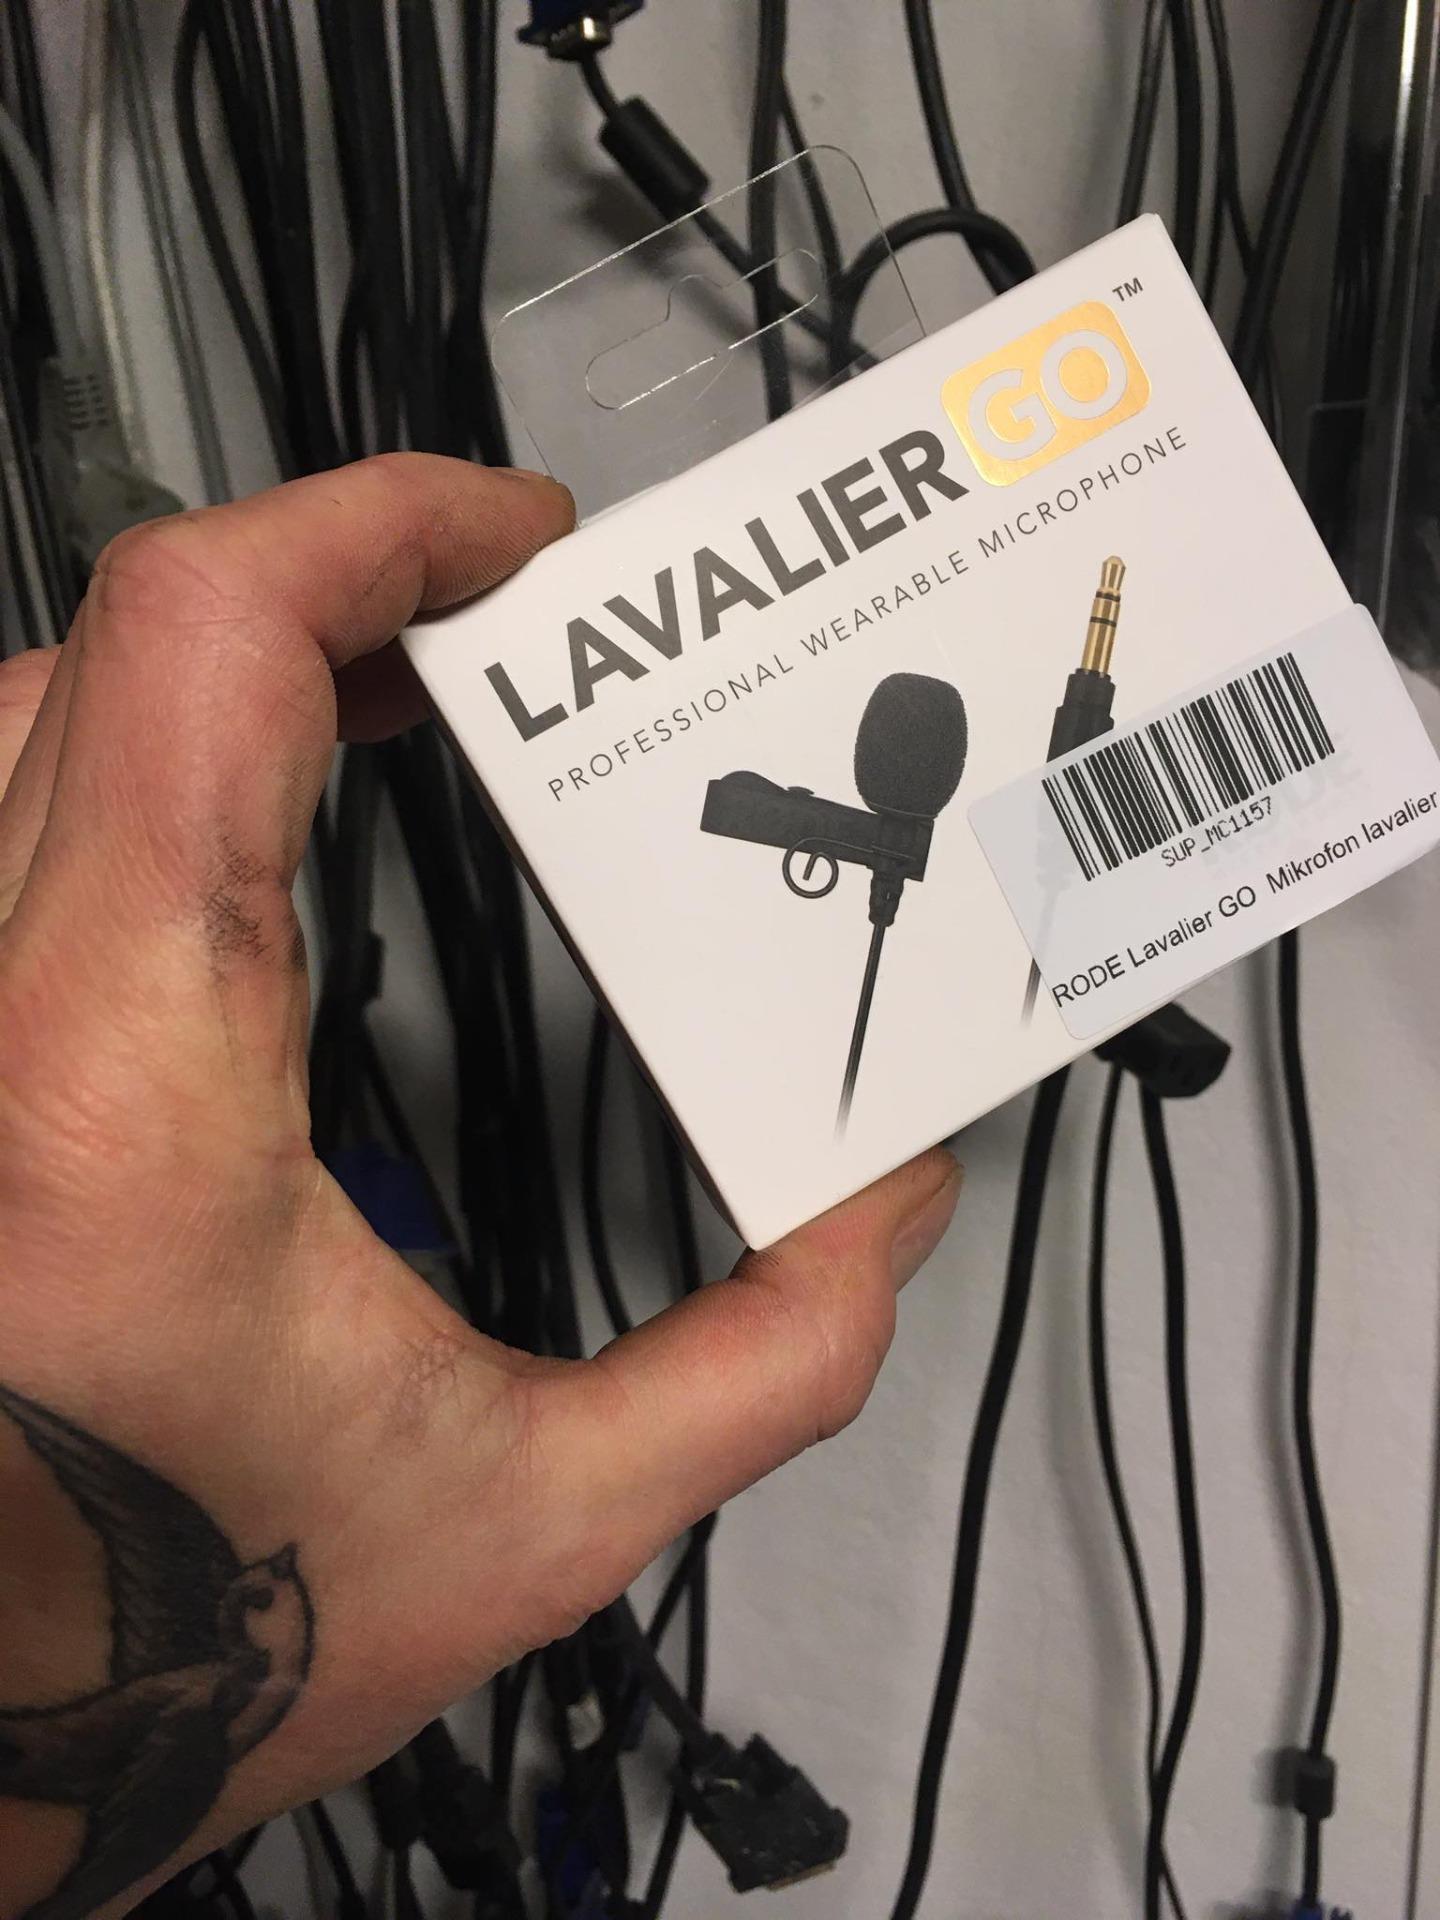 LAVALIER GO™
PROFESSIONAL WEARABLE MICROPHONE
SUP_MC1157
RODE Lavalier GO Mikrofon lavalier